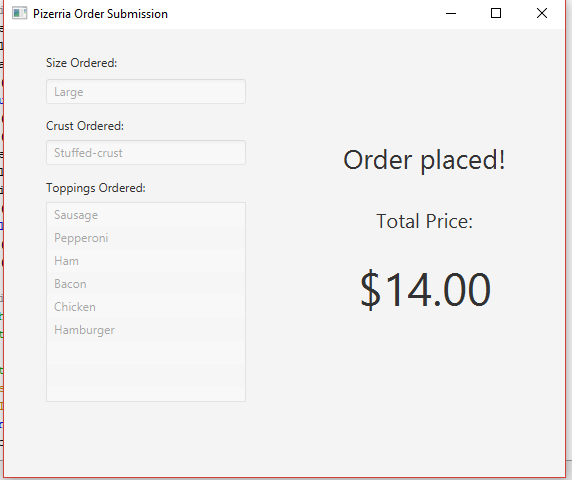 Pizerria Order Submission
Size Ordered:
Large
Crust Ordered:
Stuffed-crust
Toppings Ordered:
Sausage
Pepperoni
Ham
Bacon
Chicken
Hamburger
Order placed!
Total Price:
$14.00